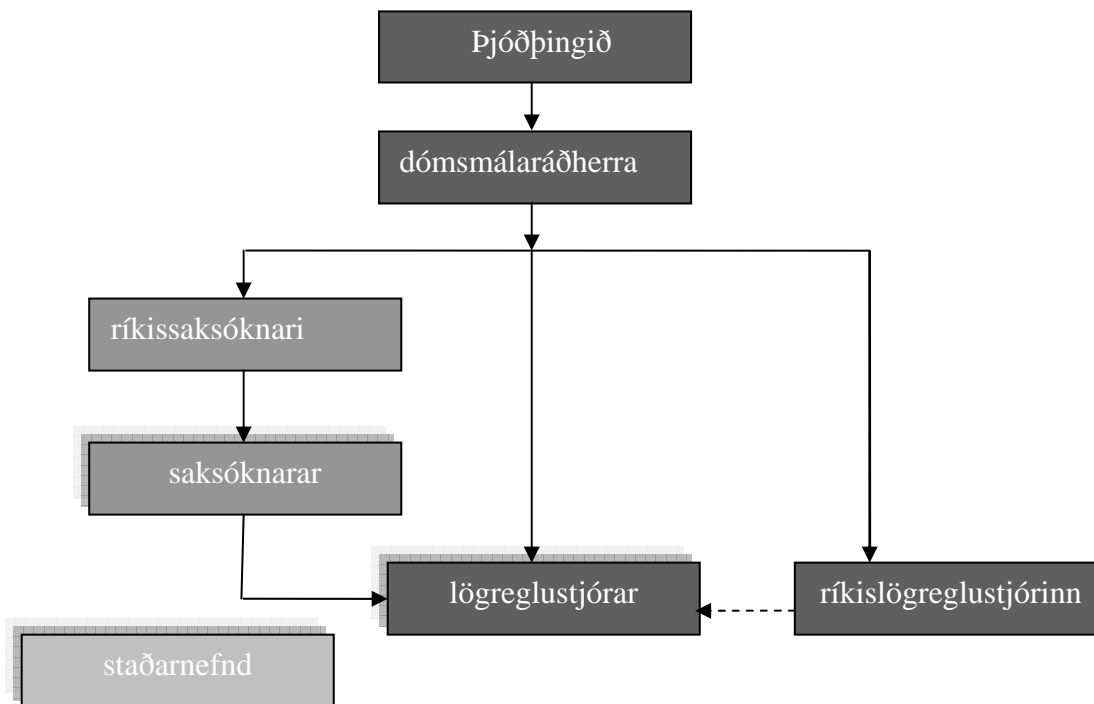 Þjóðþingið
dómsmálaráðherra
ríkissaksóknari
saksóknarar
lögreglustjórar
ríkislögreglustjórinn
staðarnefnd